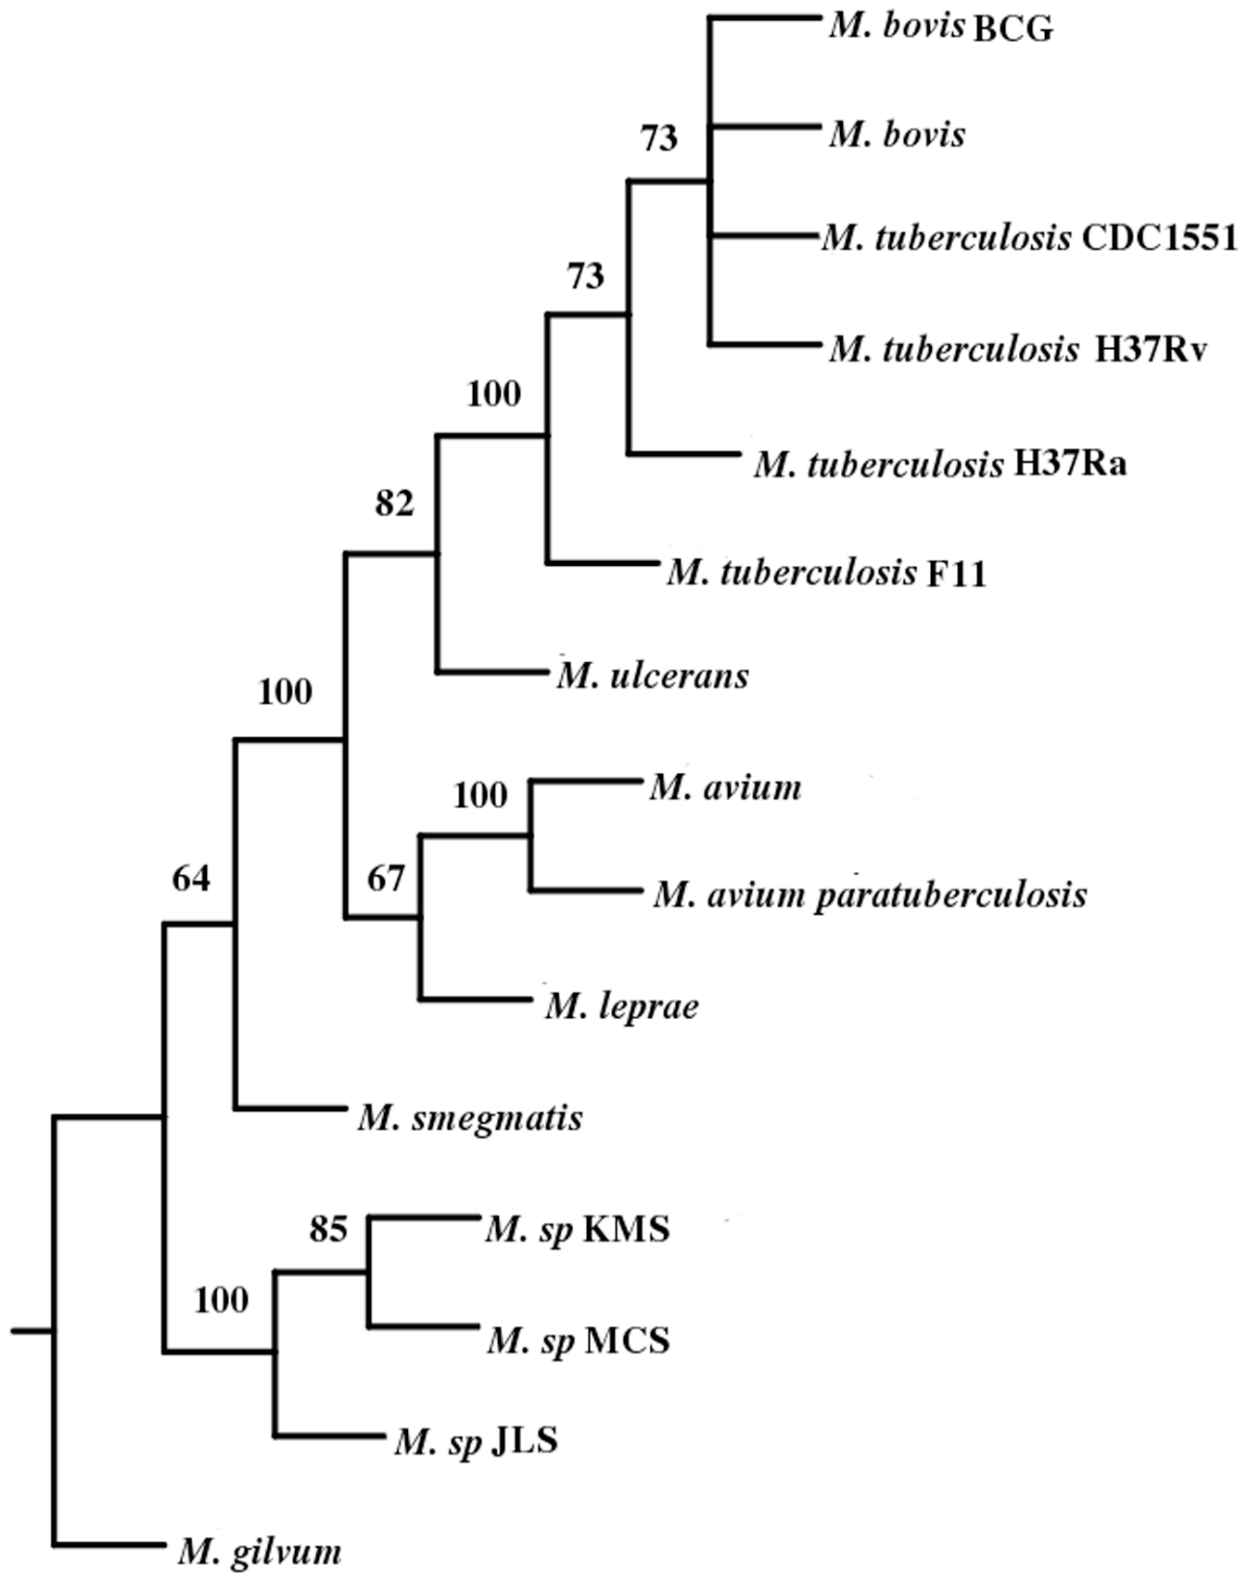 M. bovis BCG
73
M. bovis
M. tuberculosis CDC1551
73
M. tuberculosis H37Rv
100
M. tuberculosis H37Ra
82
M. tuberculosis F11
M. ulcerans
100
M. avium
100
64
67
M. avium paratuberculosis
M. leprae
M. smegmatis
85
M. sp KMS
100
M. sp MCS
M. sp JLS
M. gilvum